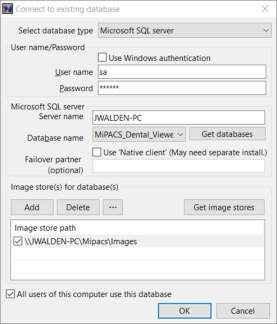 Connect to existing database
Select database type Microsoft SQL server
User name/Password
Use Windows authentication
User name sa
Password ******
Microsoft SQL server
Server name JWALDEN-PC
Database name MiPACS_Dental_Viewe Get databases
Failover partner (optional) Use 'Native client' (May need separate install.)
Image store(s) for database(s)
Add Delete ... Get image stores
Image store path
\\JWALDEN-PC\Mipacs\Images
All users of this computer use this database
OK Cancel